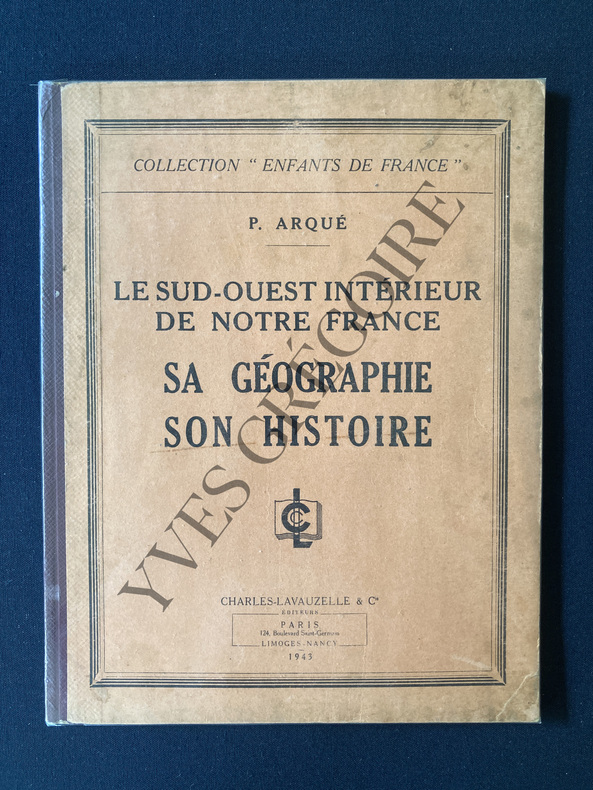 COLLECTION " ENFANTS DE FRANCE "
P. ARQUÉ
LE SUD-OUEST INTÉRIEUR
DE NOTRE FRANCE
SA GÉOGRAPHIE
SON HISTOIRE
CHARLES-LAVAUZELLE & Cie
ÉDITEURS
PARIS
124, Boulevard Saint-Germain
LIMOGES-NANCY
1943
YVES GRÉGOIRE